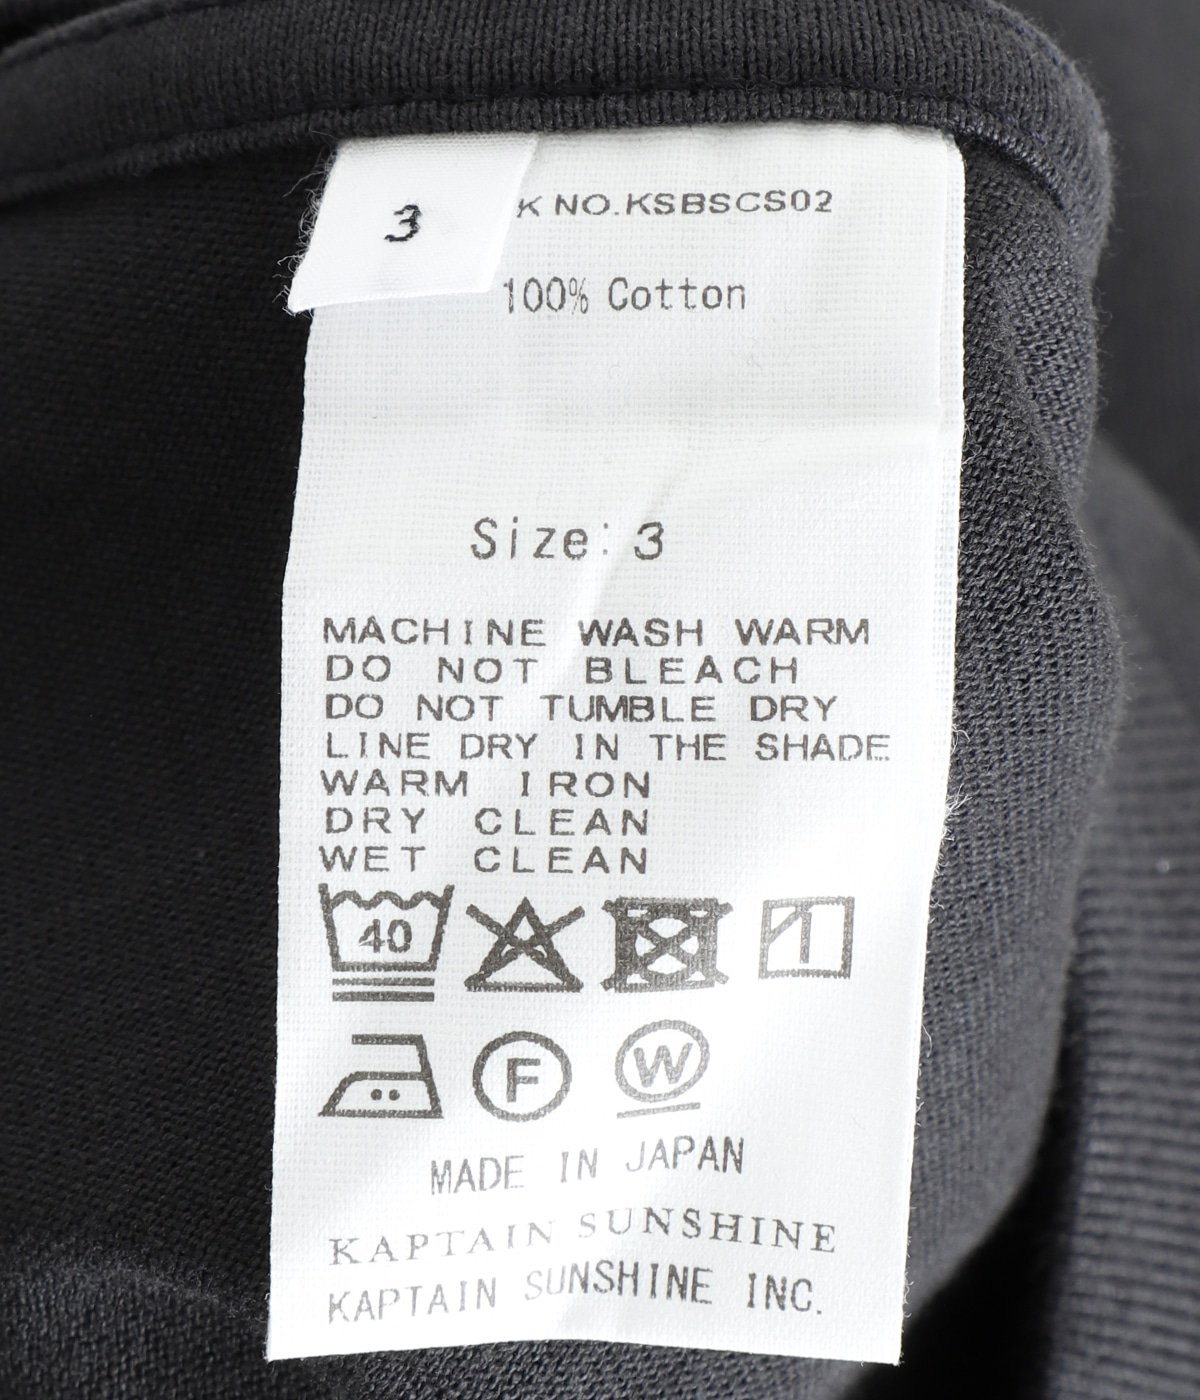 3
K NO.KSBSCS02
100% Cotton
Size: 3
MACHINE WASH WARM
DO NOT BLEACH
DO NOT TUMBLE DRY
LINE DRY IN THE SHADE
WARM IRON
DRY CLEAN
WET CLEAN
40
F
W
MADE IN JAPAN
KAPTAIN SUNSHINE
KAPTAIN SUNSHINE INC.